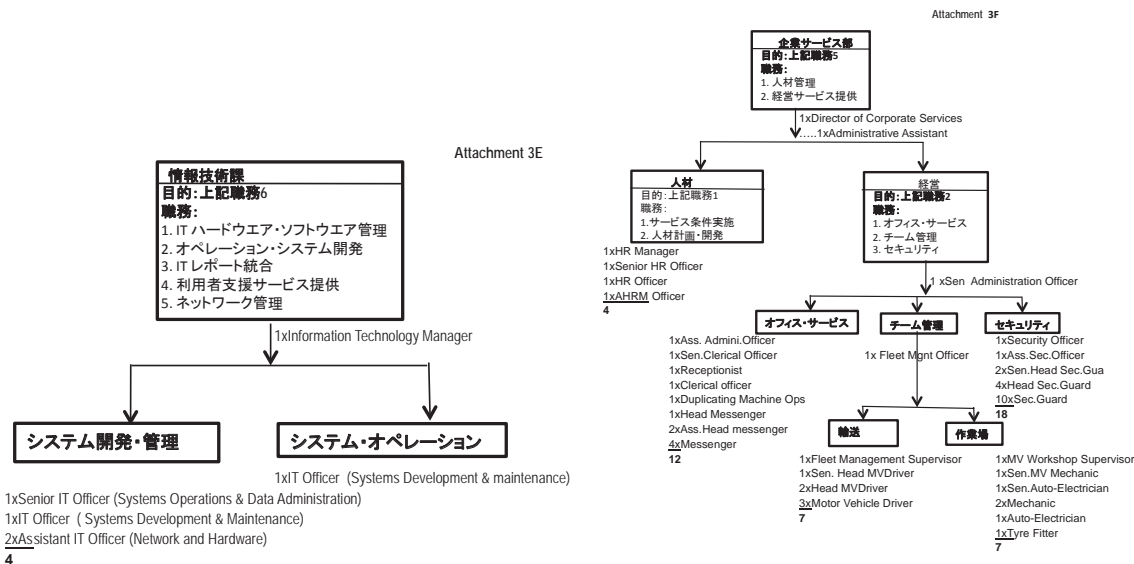 Attachment 3E
情報技術課
目的:上記職務6
職務:
1. IT ハードウエア・ソフトウエア管理
2. オペレーション・システム開発
3. IT レポート統合
4. 利用者支援サービス提供
5. ネットワーク管理
1xInformation Technology Manager
システム開発・管理
システム・オペレーション
1xIT Officer (Systems Development & maintenance)
1xSenior IT Officer (Systems Operations & Data Administration)
1xIT Officer ( Systems Development & Maintenance)
2xAssistant IT Officer (Network and Hardware)
4
Attachment 3F
企業サービス部
目的:上記職務5
職務:
1. 人材管理
2. 経営サービス提供
1xDirector of Corporate Services
.....1xAdministrative Assistant
人材
目的:上記職務1
職務:
1.サービス条件実施
2. 人材計画・開発
1xHR Manager
1xSenior HR Officer
1xHR Officer
1xAHRM Officer
4
経営
目的:上記職務2
職務:
1. オフィス・サービス
2. チーム管理
3. セキュリティ
1 xSen Administration Officer
オフィス・サービス
1xAss. Admini.Officer
1xSen.Clerical Officer
1xReceptionist
1xClerical officer
1xDuplicating Machine Ops
1xHead Messenger
2xAss.Head messenger
4xMessenger
12
チーム管理
1x Fleet Mgnt Officer
セキュリティ
1xSecurity Officer
1xAss.Sec.Officer
2xSen.Head Sec.Gua
4xHead Sec.Guard
10xSec.Guard
18
輸送
1xFleet Management Supervisor
1xSen. Head MVDriver
2xHead MVDriver
3xMotor Vehicle Driver
7
作業場
1xMV Workshop Supervisor
1xSen.MV Mechanic
1xSen.Auto-Electrician
2xMechanic
1xAuto-Electrician
1xTyre Fitter
7